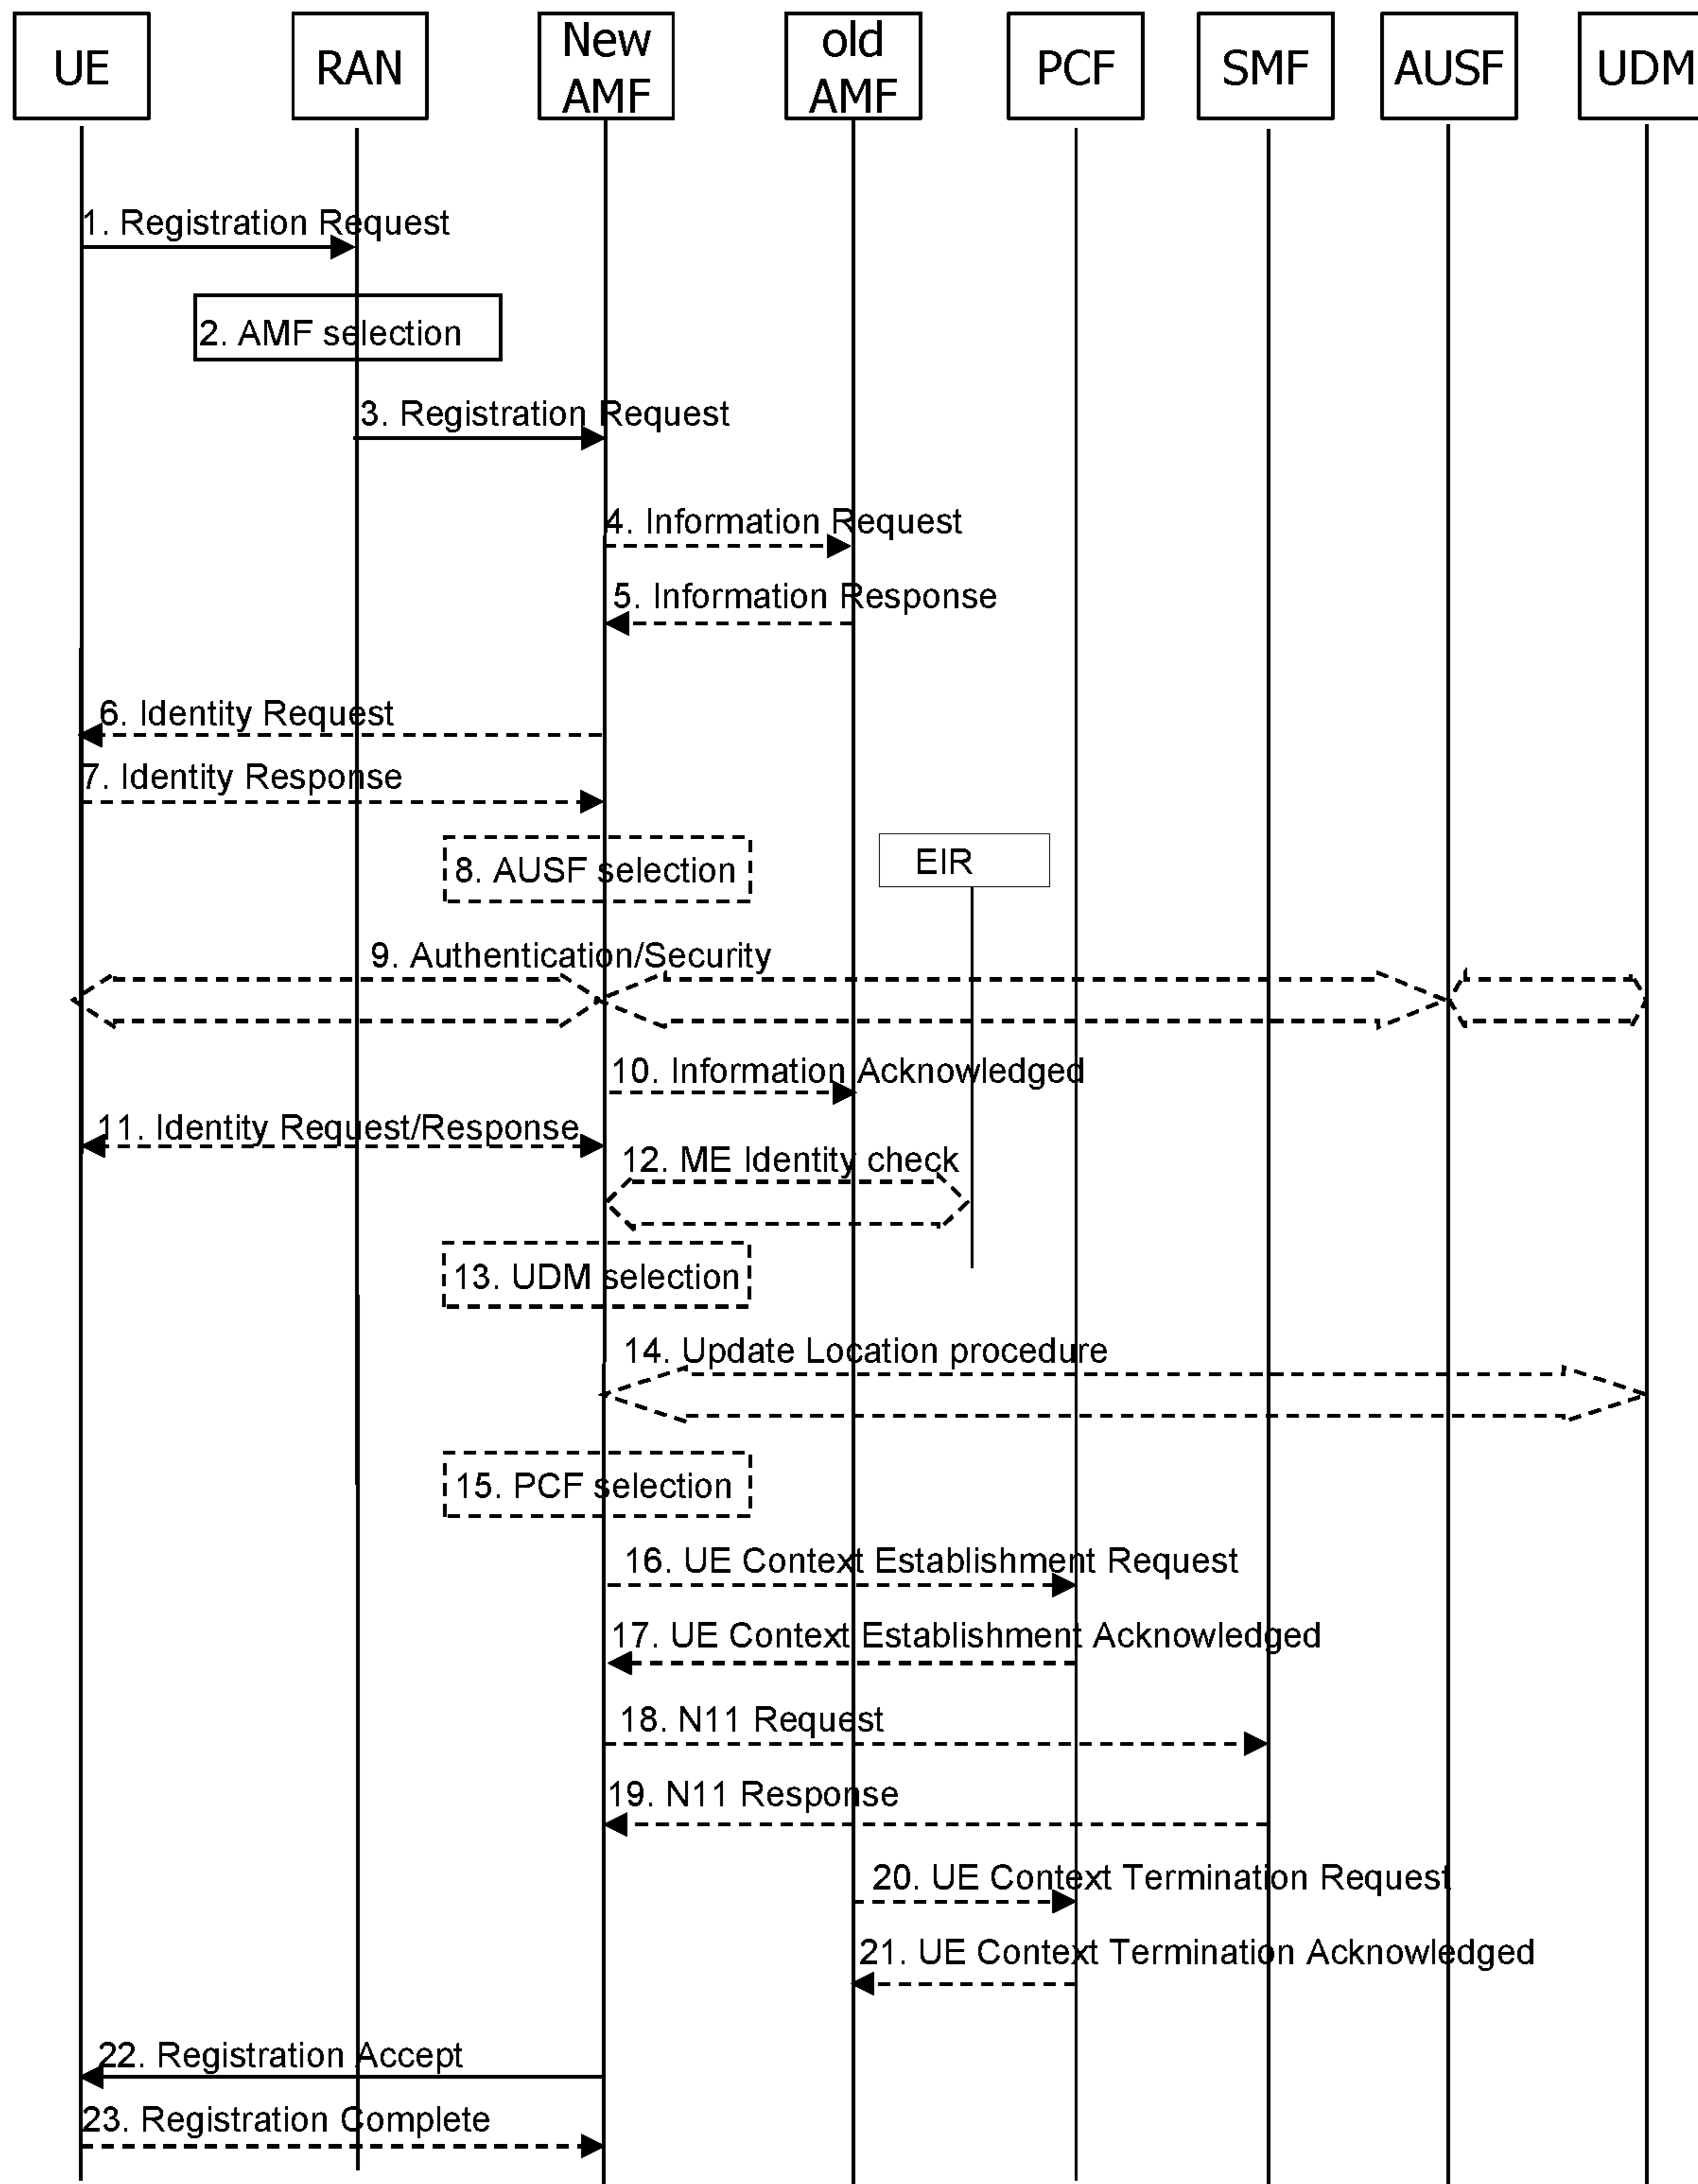 UE
RAN
New
AMF
old
AMF
PCF
SMF
AUSF
UDM
1. Registration Request
2. AMF selection
3. Registration Request
4. Information Request
5. Information Response
6. Identity Request
7. Identity Response
8. AUSF selection
EIR
9. Authentication/Security
10. Information Acknowledged
11. Identity Request/Response
12. ME Identity check
13. UDM selection
14. Update Location procedure
15. PCF selection
16. UE Context Establishment Request
17. UE Context Establishment Acknowledged
18. N11 Request
19. N11 Response
20. UE Context Termination Request
21. UE Context Termination Acknowledged
22. Registration Accept
23. Registration Complete